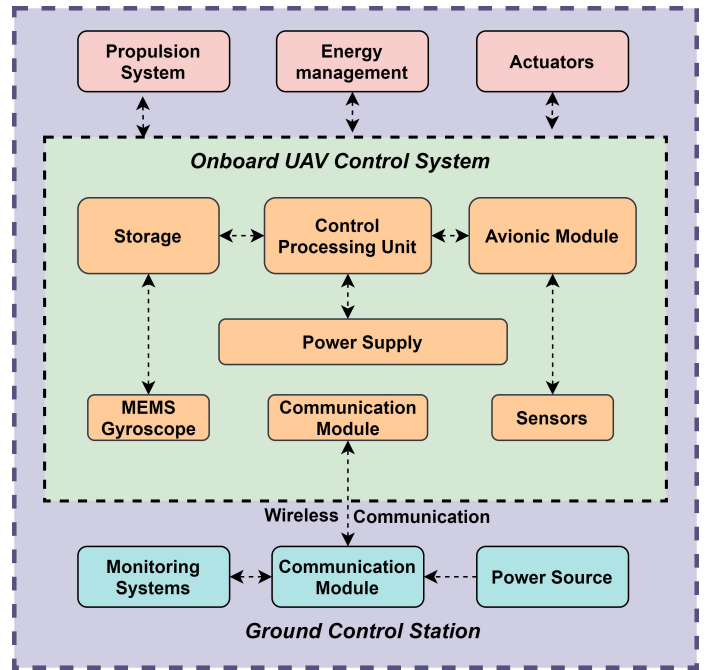 Propulsion
System
Energy
management
Actuators
Onboard UAV Control System
Storage
Control
Processing Unit
Avionic Module
Power Supply
MEMS
Gyroscope
Communication
Module
Sensors
Wireless Communication
Monitoring
Systems
Communication
Module
Power Source
Ground Control Station